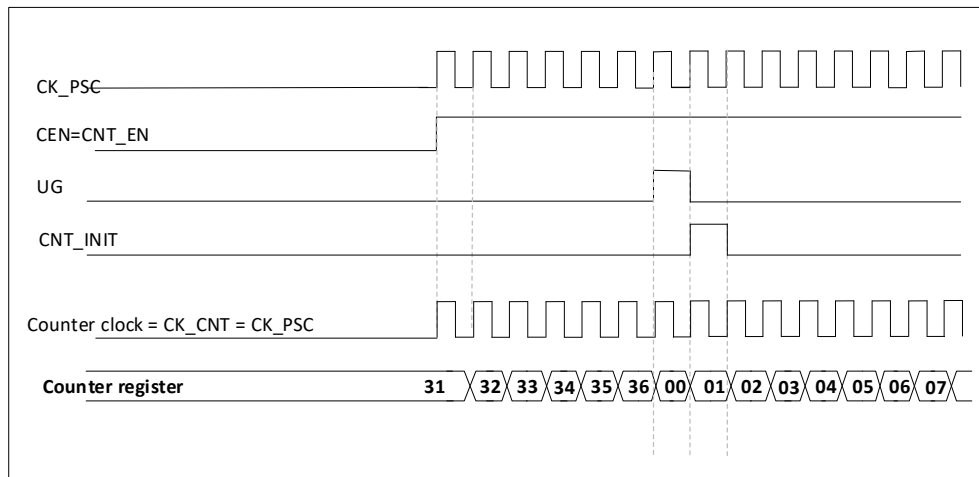 CK_PSC
CEN=CNT_EN
UG
CNT_INIT
Counter clock = CK_CNT = CK_PSC
Counter register 31 32 33 34 35 36 00 01 02 03 04 05 06 07